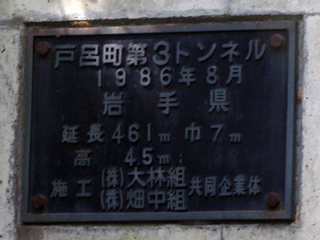 戸呂町第3トンネル
1986年8月
岩手県
延長461m 巾7m
高 4.5m
施工 (株)大林組 共同企業体
(株)畑中組